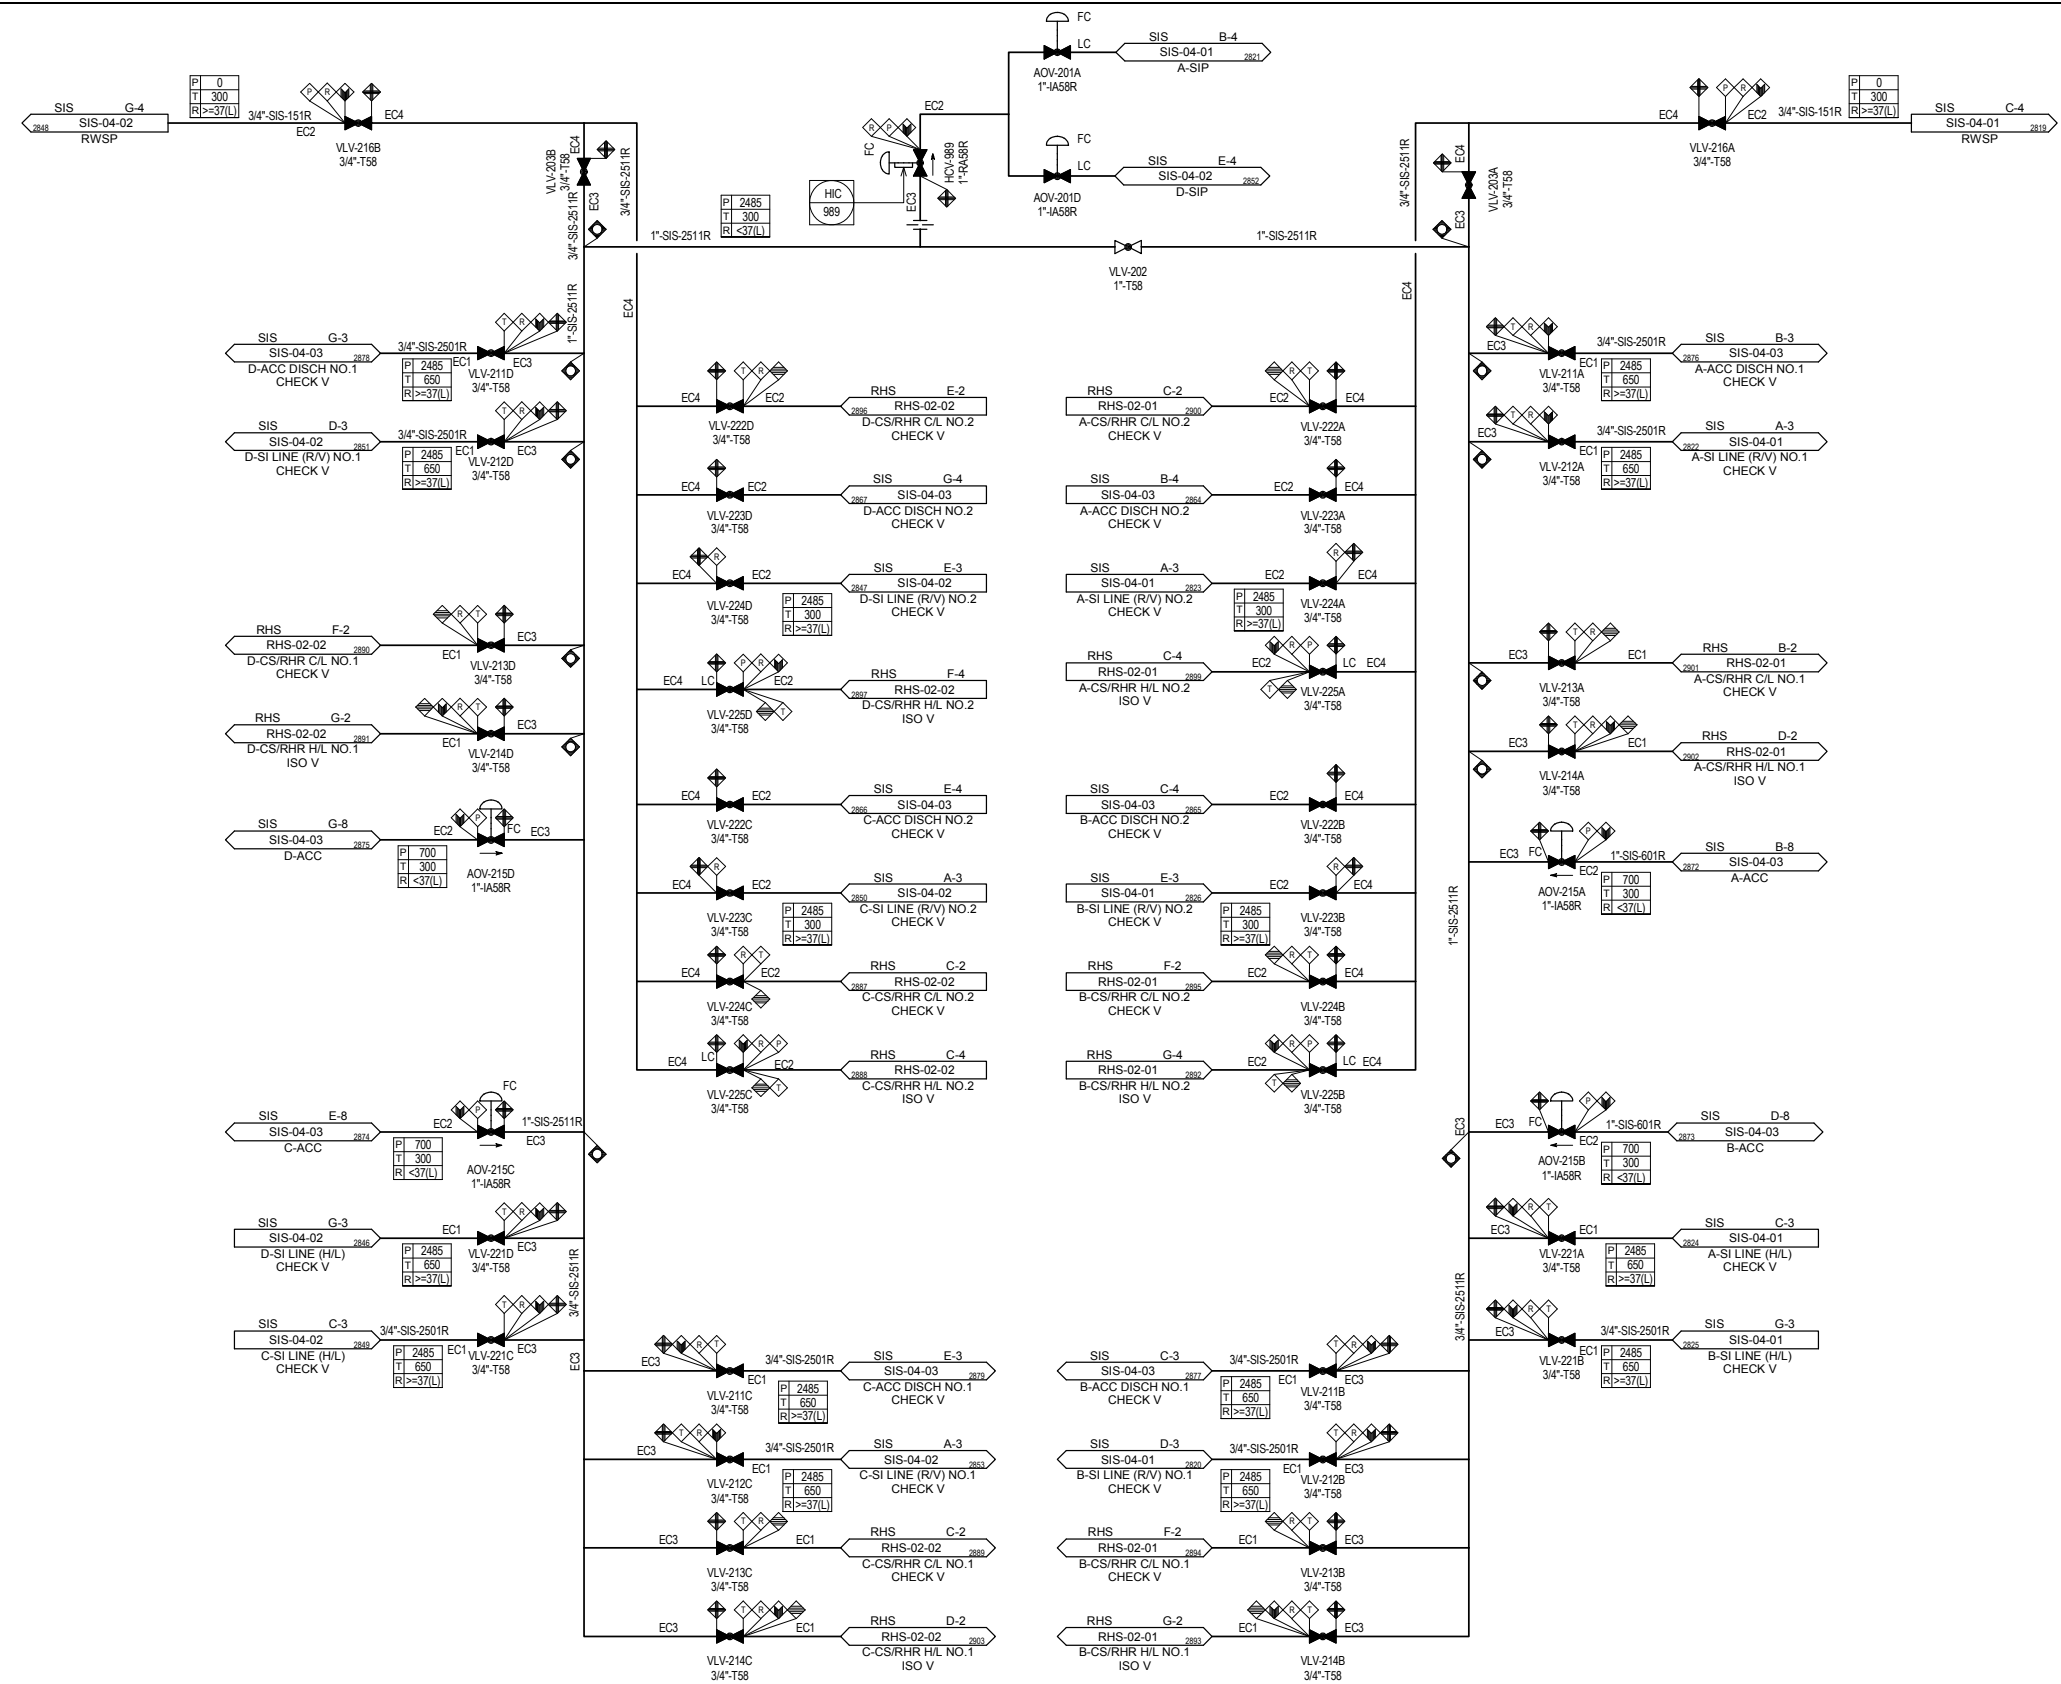 FC
LC
SIS B-4
SIS-04-01 2821
A-SIP
AOV-201A
1"-IA58R
EC2
P 0
T 300
R >=37(L)
SIS G-4
SIS-04-02 2848
RWSP
3/4"-SIS-151R
EC2
P R
EC4
VLV-216B
3/4"-T58
EC4
VLV-203B
3/4"-T58
EC3
3/4"-SIS-2511R
3/4"-SIS-2511R
R P
FC
HCV-989
1"-RA58R
EC3
HIC
989
FC
LC
SIS E-4
SIS-04-02 2852
D-SIP
AOV-201D
1"-IA58R
EC4
P R
EC2
VLV-216A
3/4"-T58
3/4"-SIS-151R
P 0
T 300
R >=37(L)
SIS C-4
SIS-04-01 2819
RWSP
3/4"-SIS-2511R
EC4
VLV-203A
3/4"-T58
EC3
P 2485
T 300
R <37(L)
1"-SIS-2511R
1"-SIS-2511R
VLV-202
1"-T58
1"-SIS-2511R
EC4
EC4
SIS G-3
SIS-04-03 2878
D-ACC DISCH NO.1
CHECK V
3/4"-SIS-2501R
EC1
T R
EC3
VLV-211D
3/4"-T58
P 2485
T 650
R >=37(L)
SIS D-3
SIS-04-02 2851
D-SI LINE (R/V) NO.1
CHECK V
3/4"-SIS-2501R
EC1
T R
EC3
VLV-212D
3/4"-T58
P 2485
T 650
R >=37(L)
RHS F-2
RHS-02-02 2890
D-CS/RHR C/L NO.1
CHECK V
R T
EC1
EC3
VLV-213D
3/4"-T58
RHS G-2
RHS-02-02 2891
D-CS/RHR H/L NO.1
ISO V
R T
EC1
EC3
VLV-214D
3/4"-T58
SIS G-8
SIS-04-03 2875
D-ACC
EC2
P
FC
EC3
AOV-215D
1"-IA58R
P 700
T 300
R <37(L)
SIS E-8
SIS-04-03 2874
C-ACC
EC2
P
FC
1"-SIS-2511R
EC3
AOV-215C
1"-IA58R
P 700
T 300
R <37(L)
SIS G-3
SIS-04-02 2846
D-SI LINE (H/L)
CHECK V
EC1
T R
EC3
VLV-221D
3/4"-T58
P 2485
T 650
R >=37(L)
3/4"-SIS-2511R
SIS C-3
SIS-04-02 2849
C-SI LINE (H/L)
CHECK V
3/4"-SIS-2501R
EC1
T R
EC3
VLV-221C
3/4"-T58
P 2485
T 650
R >=37(L)
EC3
EC4
T R
EC2
VLV-222D
3/4"-T58
RHS E-2
RHS-02-02 2896
D-CS/RHR C/L NO.2
CHECK V
EC4
EC2
VLV-223D
3/4"-T58
SIS G-4
SIS-04-03 2867
D-ACC DISCH NO.2
CHECK V
R
EC4
EC2
VLV-224D
3/4"-T58
P 2485
T 300
R >=37(L)
SIS E-3
SIS-04-02 2847
D-SI LINE (R/V) NO.2
CHECK V
P R
EC4
LC
EC2
T
VLV-225D
3/4"-T58
RHS F-4
RHS-02-02 2897
D-CS/RHR H/L NO.2
ISO V
EC4
EC2
VLV-222C
3/4"-T58
SIS E-4
SIS-04-03 2866
C-ACC DISCH NO.2
CHECK V
R
EC4
EC2
VLV-223C
3/4"-T58
P 2485
T 300
R >=37(L)
SIS A-3
SIS-04-02 2850
C-SI LINE (R/V) NO.2
CHECK V
R T
EC4
EC2
VLV-224C
3/4"-T58
RHS C-2
RHS-02-02 2887
C-CS/RHR C/L NO.2
CHECK V
R P
EC4
LC
EC2
T
VLV-225C
3/4"-T58
RHS C-4
RHS-02-02 2888
C-CS/RHR H/L NO.2
ISO V
R T
EC3
EC1
VLV-211C
3/4"-T58
3/4"-SIS-2501R
P 2485
T 650
R >=37(L)
SIS E-3
SIS-04-03 2879
C-ACC DISCH NO.1
CHECK V
T R
EC3
EC1
VLV-212C
3/4"-T58
3/4"-SIS-2501R
P 2485
T 650
R >=37(L)
SIS A-3
SIS-04-02 2853
C-SI LINE (R/V) NO.1
CHECK V
T R
EC3
EC1
VLV-213C
3/4"-T58
RHS C-2
RHS-02-02 2889
C-CS/RHR C/L NO.1
CHECK V
T R
EC3
EC1
VLV-214C
3/4"-T58
RHS D-2
RHS-02-02 2903
C-CS/RHR H/L NO.1
ISO V
RHS C-2
RHS-02-01 2900
A-CS/RHR C/L NO.2
CHECK V
R T
EC2
EC4
VLV-222A
3/4"-T58
SIS B-4
SIS-04-03 2864
A-ACC DISCH NO.2
CHECK V
EC2
EC4
VLV-223A
3/4"-T58
SIS A-3
SIS-04-01 2823
A-SI LINE (R/V) NO.2
CHECK V
R
EC2
EC4
VLV-224A
3/4"-T58
P 2485
T 300
R >=37(L)
RHS C-4
RHS-02-01 2899
A-CS/RHR H/L NO.2
ISO V
R P
EC2
LC EC4
T
VLV-225A
3/4"-T58
SIS C-4
SIS-04-03 2865
B-ACC DISCH NO.2
CHECK V
EC2
EC4
VLV-222B
3/4"-T58
SIS E-3
SIS-04-01 2826
B-SI LINE (R/V) NO.2
CHECK V
R
EC2
EC4
VLV-223B
3/4"-T58
P 2485
T 300
R >=37(L)
RHS F-2
RHS-02-01 2895
B-CS/RHR C/L NO.2
CHECK V
R T
EC2
EC4
VLV-224B
3/4"-T58
RHS G-4
RHS-02-01 2892
B-CS/RHR H/L NO.2
ISO V
R P
EC2
LC EC4
T
VLV-225B
3/4"-T58
SIS C-3
SIS-04-03 2877
B-ACC DISCH NO.1
CHECK V
3/4"-SIS-2501R
T R
EC1
EC3
VLV-211B
3/4"-T58
P 2485
T 650
R >=37(L)
SIS D-3
SIS-04-01 2820
B-SI LINE (R/V) NO.1
CHECK V
3/4"-SIS-2501R
T R
EC1
EC3
VLV-212B
3/4"-T58
P 2485
T 650
R >=37(L)
RHS F-2
RHS-02-01 2894
B-CS/RHR C/L NO.1
CHECK V
R T
EC1
EC3
VLV-213B
3/4"-T58
RHS G-2
RHS-02-01 2893
B-CS/RHR H/L NO.1
ISO V
R T
EC1
EC3
VLV-214B
3/4"-T58
T R
EC3
EC1
VLV-211A
3/4"-T58
3/4"-SIS-2501R
P 2485
T 650
R >=37(L)
SIS B-3
SIS-04-03 2876
A-ACC DISCH NO.1
CHECK V
T R
EC3
EC1
VLV-212A
3/4"-T58
3/4"-SIS-2501R
P 2485
T 650
R >=37(L)
SIS A-3
SIS-04-01 2822
A-SI LINE (R/V) NO.1
CHECK V
T R
EC3
EC1
VLV-213A
3/4"-T58
RHS B-2
RHS-02-01 2901
A-CS/RHR C/L NO.1
CHECK V
T R
EC3
EC1
VLV-214A
3/4"-T58
RHS D-2
RHS-02-01 2902
A-CS/RHR H/L NO.1
ISO V
P
EC3 FC
EC2
1"-SIS-601R
AOV-215A
1"-IA58R
P 700
T 300
R <37(L)
SIS B-8
SIS-04-03 2872
A-ACC
1"-SIS-2511R
EC3
P
EC3 FC
EC2
1"-SIS-601R
AOV-215B
1"-IA58R
P 700
T 300
R <37(L)
SIS D-8
SIS-04-03 2873
B-ACC
R T
EC3
EC1
VLV-221A
3/4"-T58
P 2485
T 650
R >=37(L)
SIS C-3
SIS-04-01 2824
A-SI LINE (H/L)
CHECK V
3/4"-SIS-2511R
R T
EC3
EC1
VLV-221B
3/4"-T58
3/4"-SIS-2501R
P 2485
T 650
R >=37(L)
SIS G-3
SIS-04-01 2825
B-SI LINE (H/L)
CHECK V